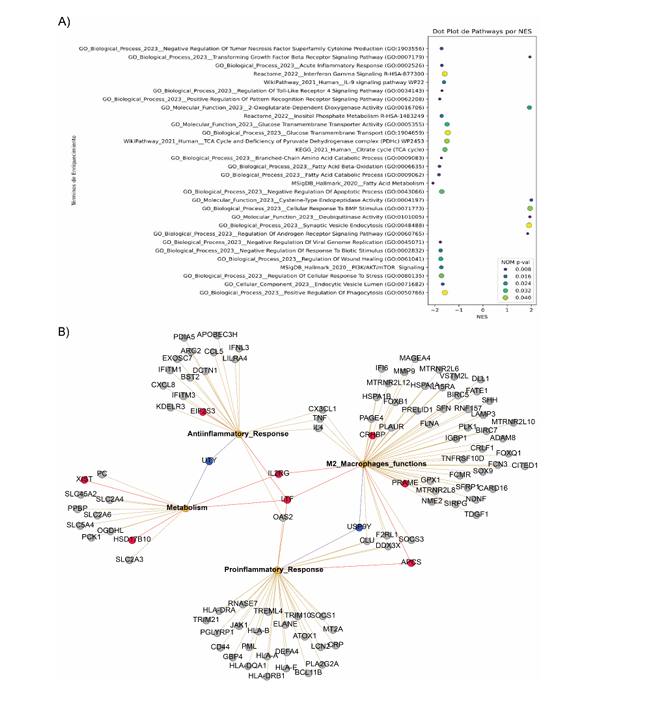 A)
Dot Plot de Pathways por NES
GO_Biological_Process_2023__Negative Regulation Of Tumor Necrosis Factor Superfamily Cytokine Production (GO:1903556)
GO_Biological_Process_2023__Transforming Growth Factor Beta Receptor Signaling Pathway (GO:0007179)
GO_Biological_Process_2023__Acute Inflammatory Response (GO:0002526)
Reactome_2022__Interferon Gamma Signaling R-HSA-877300
WikiPathway_2021_Human__IL-9 signaling pathway WP22
GO_Biological_Process_2023__Regulation Of Toll-Like Receptor 4 Signaling Pathway (GO:0034143)
GO_Biological_Process_2023__Positive Regulation Of Pattern Recognition Receptor Signaling Pathway (GO:0062208)
GO_Molecular_Function_2023__2-Oxoglutarate-Dependent Dioxygenase Activity (GO:0016706)
Reactome_2022__Inositol Phosphate Metabolism R-HSA-1483249
GO_Molecular_Function_2023__Glucose Transmembrane Transporter Activity (GO:0005355)
GO_Biological_Process_2023__Glucose Transmembrane Transport (GO:1904659)
WikiPathway_2021_Human__TCA Cycle and Deficiency of Pyruvate Dehydrogenase complex (PDHc) WP2453
KEGG_2021_Human__Citrate cycle (TCA cycle)
GO_Biological_Process_2023__Branched-Chain Amino Acid Catabolic Process (GO:0009083)
GO_Biological_Process_2023__Fatty Acid Beta-Oxidation (GO:0006635)
GO_Biological_Process_2023__Fatty Acid Catabolic Process (GO:0009062)
MSigDB_Hallmark_2020__Fatty Acid Metabolism
GO_Biological_Process_2023__Negative Regulation Of Apoptotic Process (GO:0043066)
GO_Molecular_Function_2023__Cysteine-Type Endopeptidase Activity (GO:0004197)
GO_Biological_Process_2023__Cellular Response To BMP Stimulus (GO:0071773)
GO_Molecular_Function_2023__Deubiquitinase Activity (GO:0101005)
GO_Biological_Process_2023__Synaptic Vesicle Endocytosis (GO:0048488)
GO_Biological_Process_2023__Regulation Of Androgen Receptor Signaling Pathway (GO:0060765)
GO_Biological_Process_2023__Negative Regulation Of Viral Genome Replication (GO:0045071)
GO_Biological_Process_2023__Negative Regulation Of Response To Biotic Stimulus (GO:0002832)
GO_Biological_Process_2023__Regulation Of Wound Healing (GO:0061041)
MSigDB_Hallmark_2020__PI3K/AKT/mTOR Signaling
GO_Biological_Process_2023__Regulation Of Cellular Response To Stress (GO:0080135)
GO_Cellular_Component_2023__Endocytic Vesicle Lumen (GO:0071682)
GO_Biological_Process_2023__Positive Regulation Of Phagocytosis (GO:0050766)
Términos de Enriquecimiento
NOM p-val
0.008
0.016
0.024
0.032
0.040
−2 −1 0 1 2
NES
B)
PDIA5 APOBEC3H
ARG2 CCL5 IFNL3
EXOSC7 LILRA4
IFITM1 DCTN1
BST2
CXCL8
IFITM3
KDELR3 EIF2S3
CX3CL1
TNF
IL4
Antiinflammatory_Response
UTY
MAGEA4
IFI6 MMP9 MTRNR2L6
VSTM2L DLL1
MTRNR2L12 HSPA1A IL15RA FATE1
HSPA1B BIRC5 SHH
FOXB1
PRELID1 SFN RNF157
LAMP3
PAGE4 FLNA MTRNR2L10
PLAUR PLK1 BIRC7
CRHBP IGBP1 ADAM8
CRLF1 FOXQ1
TNFRSF10D
M2_Macrophages_functions FCN3 CITED1
SOX9
FCMR
PRAME GPX1 SFRP1 CARD16
MTRNR2L8
NME2 SIRPG NDNF
TDGF1
PC
XIST
IL2RG
SLC45A2 SLC2A4
PPBP Metabolism
SLC2A6
SLC5A4
OGDHL
PCK1 HSD17B10
SLC2A3
LTF
OAS2
USP9Y
CLU F2RL1 SOCS3
DDX3X
APCS
Proinflammatory_Response
RNASE7
HLA-DRA TREML4 TRIM10 SOCS1
TRIM21 JAK1 ELANE
PGLYRP1 HLA-B MT2A
ATOX1
CD44 PML LCN2 CRP
GBP4 HLA-A DEFA4
HLA-DQA1 HLA-E PLA2G2A
HLA-DRB1 BCL11B